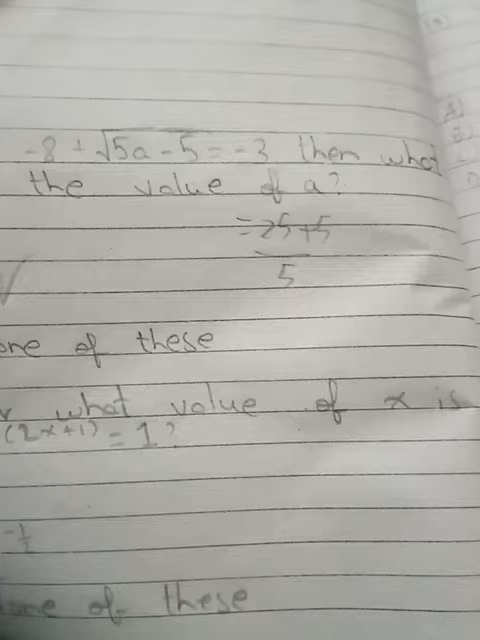 -8 + √5a - 5 = -3 then what
the value of a?
= 25+5
5
one of these
what value of x is
(2x+1) = 1?
-1/2
of these